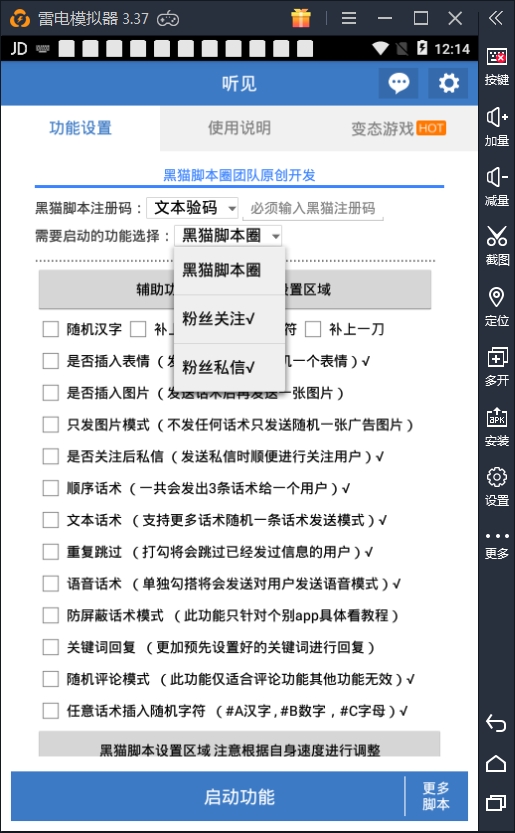 雷电模拟器 3.37
JD 12:14
听见
功能设置 使用说明 变态游戏 HOT
黑猫脚本圈团队原创开发
黑猫脚本注册码： 文本验码 必须输入黑猫注册码
需要启动的功能选择： 黑猫脚本圈
黑猫脚本圈
粉丝关注√
粉丝私信√
辅助功 设置区域
随机汉字 补上 符 补上一刀
是否插入表情（发 机一个表情）√
是否插入图片（发送话术后再发送一张图片）
只发图片模式（不发任何话术只发送随机一张广告图片）
是否关注后私信（发送私信时顺便进行关注用户）√
顺序话术（一共会发出3条话术给一个用户）√
文本话术（支持更多话术随机一条话术发送模式）√
重复跳过（打勾将会跳过已经发过信息的用户）√
语音话术（单独勾搭将会发送对用户发送语音模式）√
防屏蔽话术模式（此功能只针对个别app具体看教程）
关键词回复（更加预先设置好的关键词进行回复）
随机评论模式（此功能仅适合评论功能其他功能无效）√
任意话术插入随机字符（#A汉字，#B数字，#C字母）√
黑猫脚本设置区域 注意根据自身速度进行调整
启动功能
更多
脚本
按键
加量
减量
截图
定位
多开
APK
安装
设置
更多